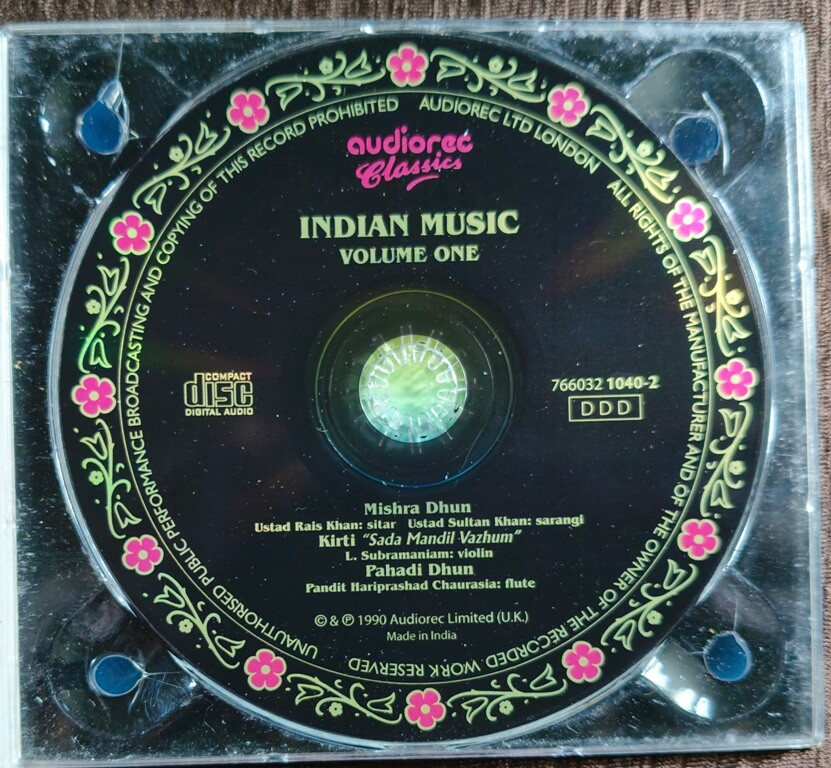 audiorec
Classics
INDIAN MUSIC
VOLUME ONE
COMPACT
disc
DIGITAL AUDIO
766032 1040-2
DDD
Mishra Dhun
Ustad Rais Khan: sitar Ustad Sultan Khan: sarangi
Kirti "Sada Mandil Vazhum"
L. Subramaniam: violin
Pahadi Dhun
Pandit Hariprashad Chaurasia: flute
© & ℗ 1990 Audiorec Limited (U.K.)
Made in India
AUDIOREC LTD LONDON ALL RIGHTS OF THE MANUFACTURER AND OF THE OWNER OF THE RECORDED WORK RESERVED UNAUTHORISED PUBLIC PERFORMANCE BROADCASTING AND COPYING OF THIS RECORD PROHIBITED